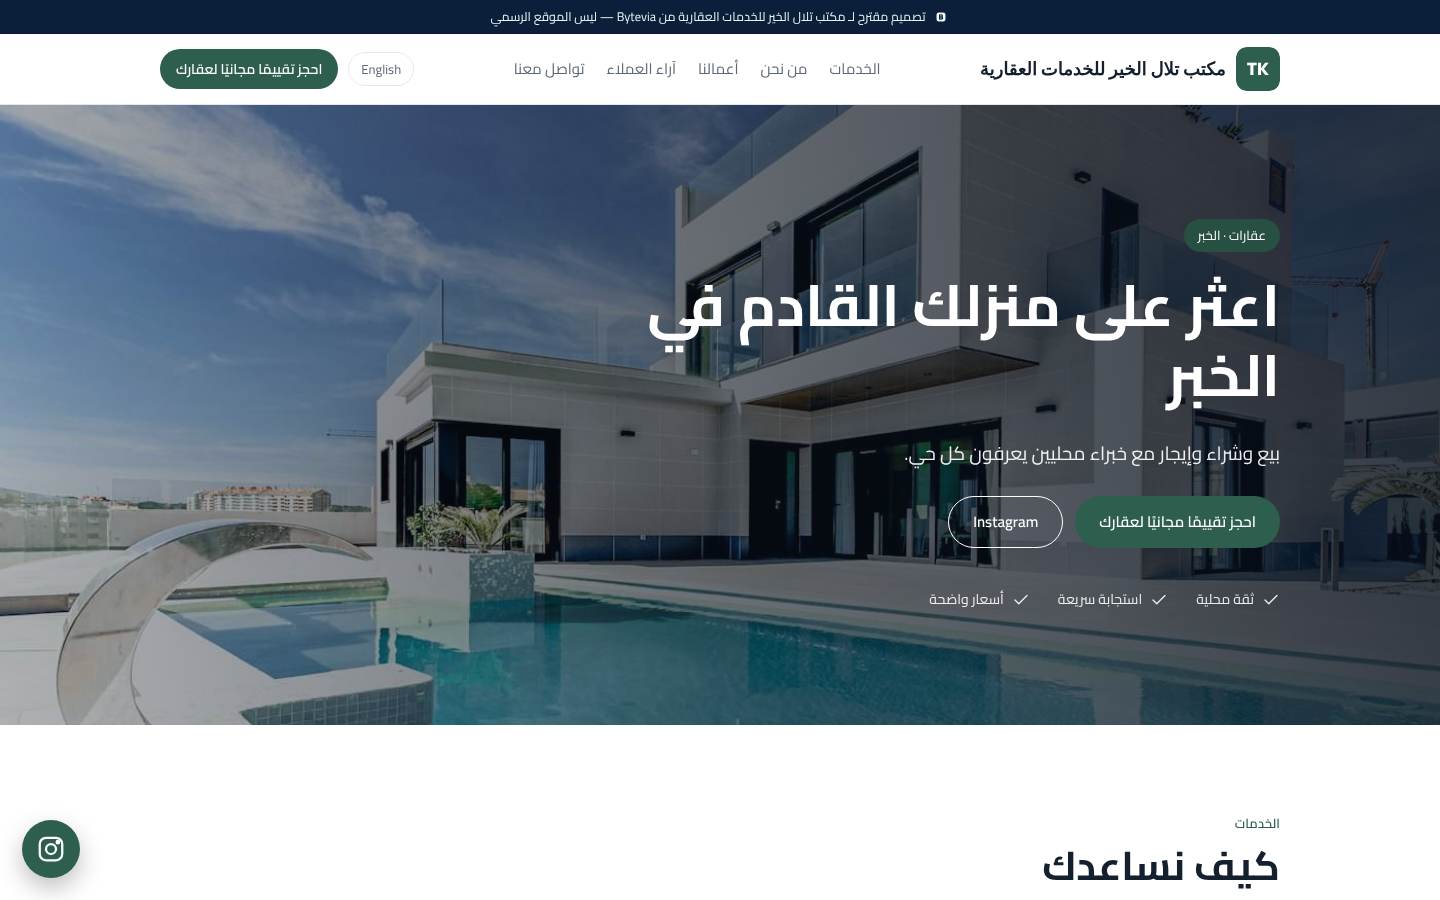 تصميم مقترح لـ مكتب تلال الخير للخدمات العقارية من Bytevia — ليس الموقع الرسمي
TK
مكتب تلال الخير للخدمات العقارية
الخدمات
من نحن
أعمالنا
آراء العملاء
تواصل معنا
English
احجز تقييمًا مجانيًا لعقارك
عقارات · الخبر
اعثر على منزلك القادم في
الخبر
بيع وشراء وإيجار مع خبراء محليين يعرفون كل حي.
احجز تقييمًا مجانيًا لعقارك
Instagram
ثقة محلية
استجابة سريعة
أسعار واضحة
الخدمات
كيف نساعدك